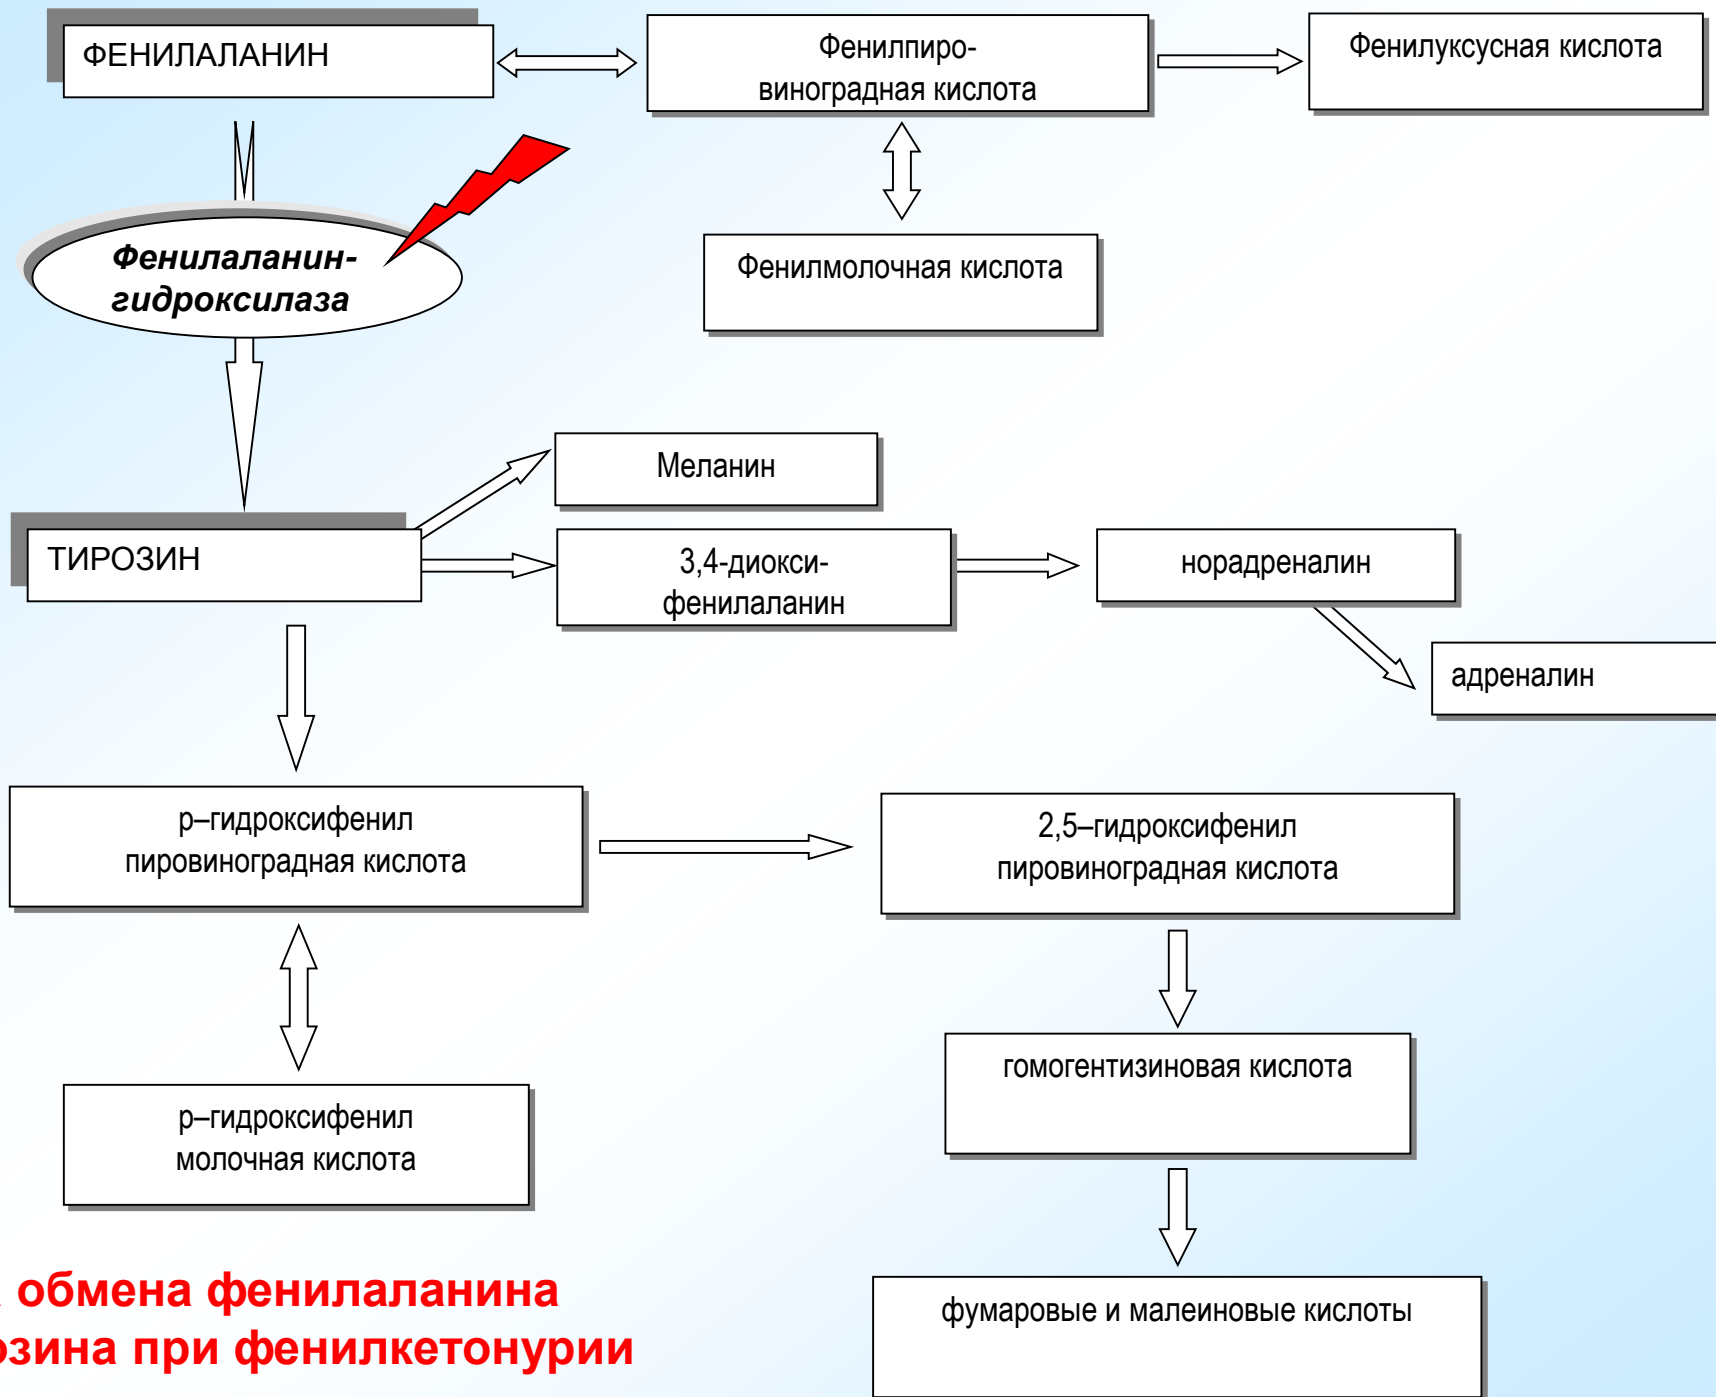 ФЕНИЛАЛАНИН
Фенилпиро-
виноградная кислота
Фенилуксусная кислота
Фенилаланин-
гидроксилаза
Фенилмолочная кислота
Меланин
ТИРОЗИН
3,4-диокси-
фенилаланин
норадреналин
адреналин
р–гидроксифенил
пировиноградная кислота
2,5–гидроксифенил
пировиноградная кислота
гомогентизиновая кислота
р–гидроксифенил
молочная кислота
обмена фенилаланина
при фенилкетонурии
фумаровые и малеиновые кислоты